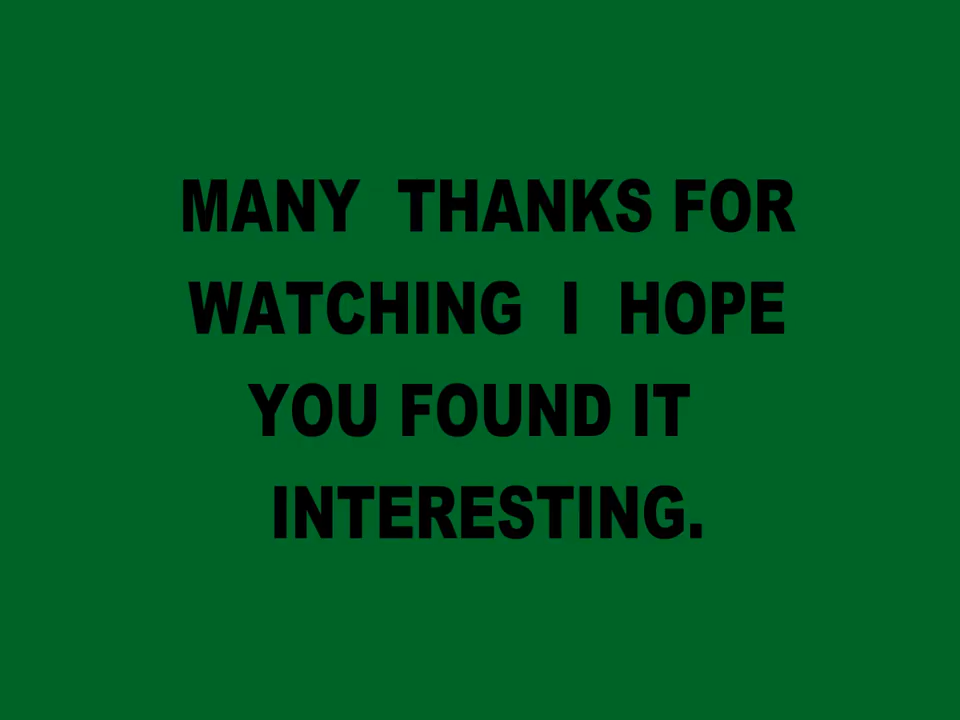 MANY  THANKS FOR
WATCHING  I  HOPE
YOU FOUND IT
INTERESTING.